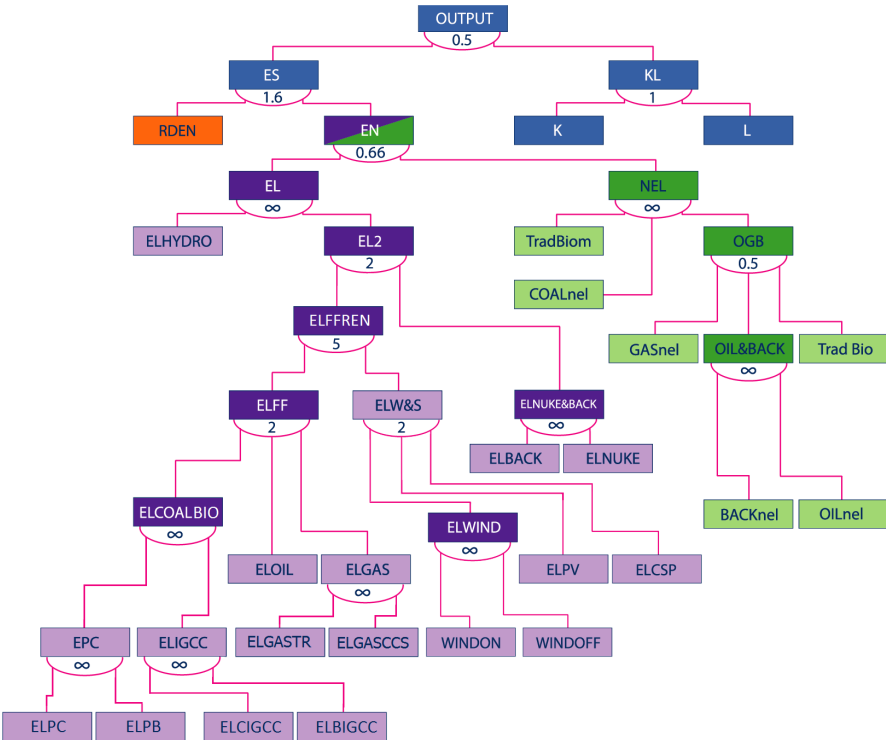 OUTPUT
0.5
ES
KL
1.6
1
RDEN
EN
K
L
0.66
EL
NEL
∞
∞
ELHYDRO
EL2
TradBiom
OGB
2
0.5
COALnel
ELFFREN
5
GASnel
OIL&BACK
Trad Bio
∞
ELFF
ELW&S
ELNUKE&BACK
2
2
∞
ELBACK
ELNUKE
ELCOALBIO
∞
ELWIND
∞
BACKnel
OILnel
ELOIL
ELGAS
∞
ELPV
ELCSP
EPC
ELIGCC
ELGASTR
ELGASCCS
WINDON
WINDOFF
∞
∞
ELPC
ELPB
ELCIGCC
ELBIGCC